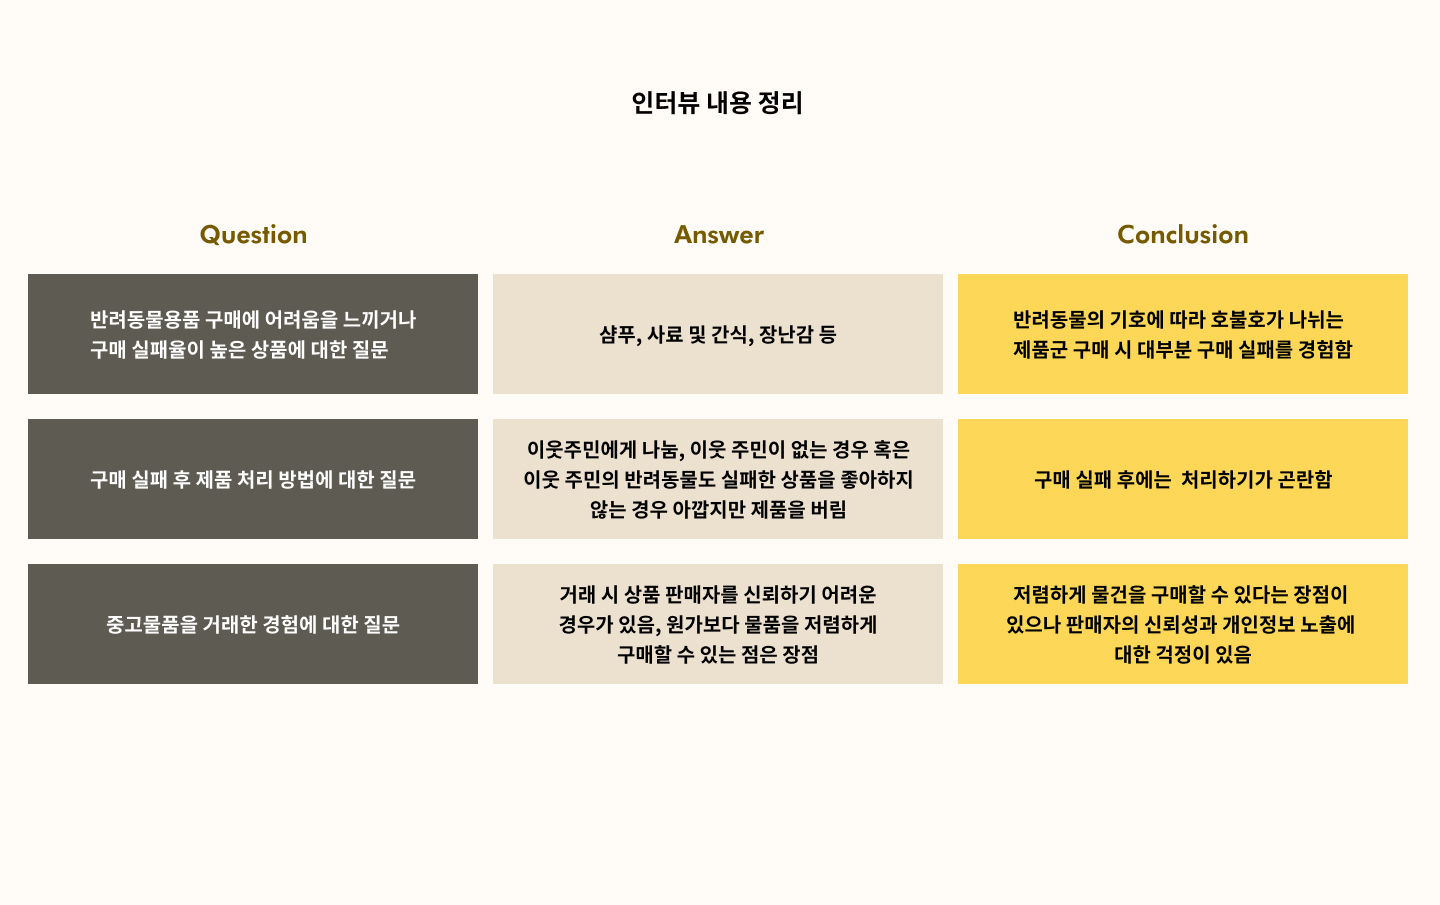 인터뷰 내용 정리
Question
Answer
Conclusion
반려동물용품 구매에 어려움을 느끼거나
구매 실패율이 높은 상품에 대한 질문
샴푸, 사료 및 간식, 장난감 등
반려동물의 기호에 따라 호불호가 나뉘는
제품군 구매 시 대부분 구매 실패를 경험함
구매 실패 후 제품 처리 방법에 대한 질문
이웃주민에게 나눔, 이웃 주민이 없는 경우 혹은
이웃 주민의 반려동물도 실패한 상품을 좋아하지
않는 경우 아깝지만 제품을 버림
구매 실패 후에는  처리하기가 곤란함
중고물품을 거래한 경험에 대한 질문
거래 시 상품 판매자를 신뢰하기 어려운
경우가 있음, 원가보다 물품을 저렴하게
구매할 수 있는 점은 장점
저렴하게 물건을 구매할 수 있다는 장점이
있으나 판매자의 신뢰성과 개인정보 노출에
대한 걱정이 있음